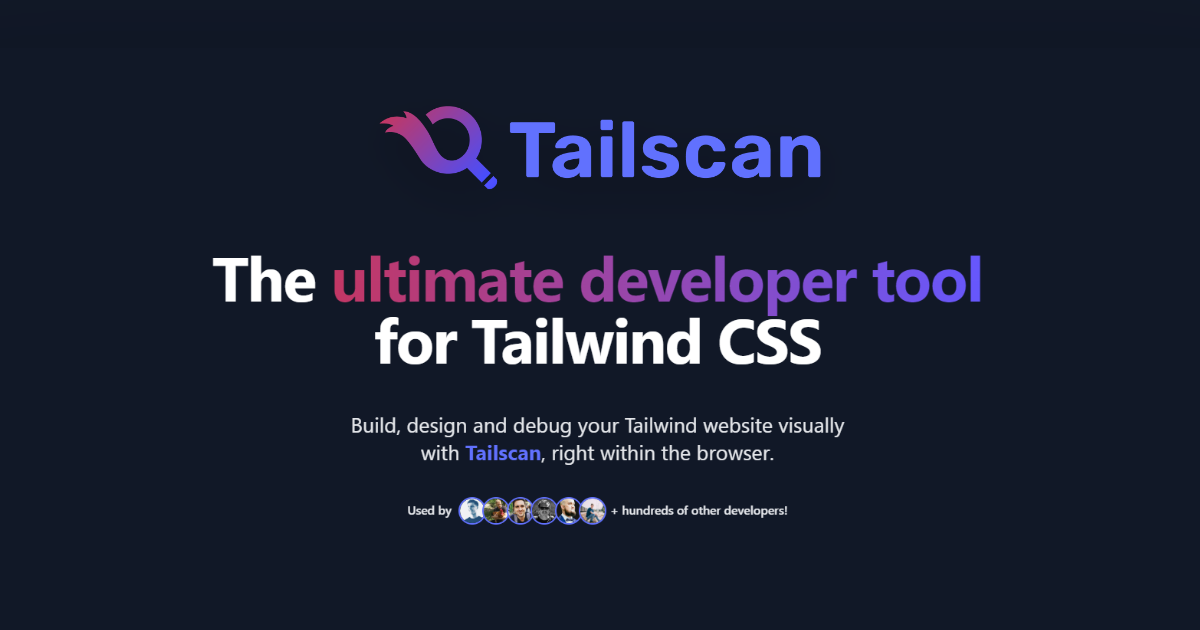 Tailscan
The ultimate developer tool
for Tailwind CSS
Build, design and debug your Tailwind website visually
with Tailscan, right within the browser.
Used by + hundreds of other developers!